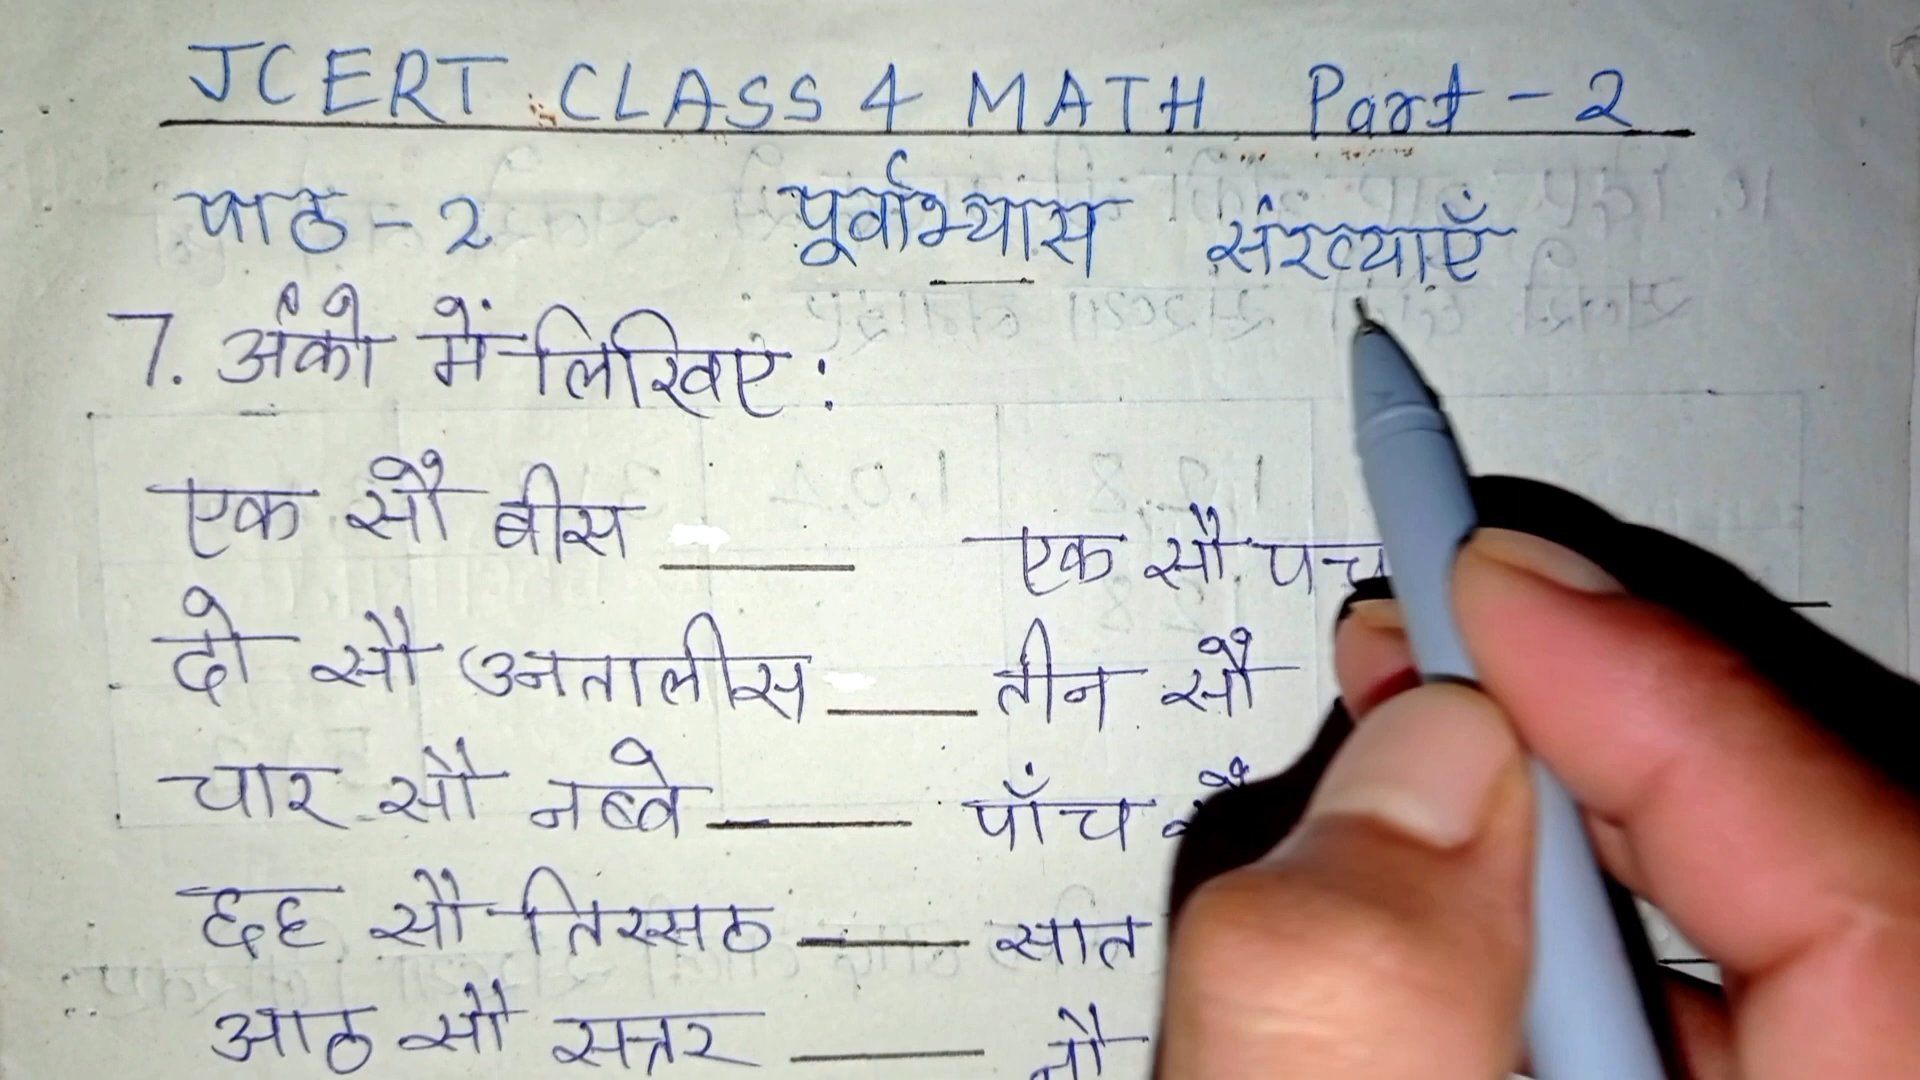 JCERT CLASS 4 MATH Part - 2
पाठ - 2 पूर्वाभ्यास संख्याएँ
7. अंको में लिखिए :
एक सौ बीस ____ एक सौ
दो सौ उनतालीस ____ तीन सौ
चार सौ नब्बे ____ पाँच
छह सौ तिरसठ ____ सात
आठ सौ सत्तर ____ नौ